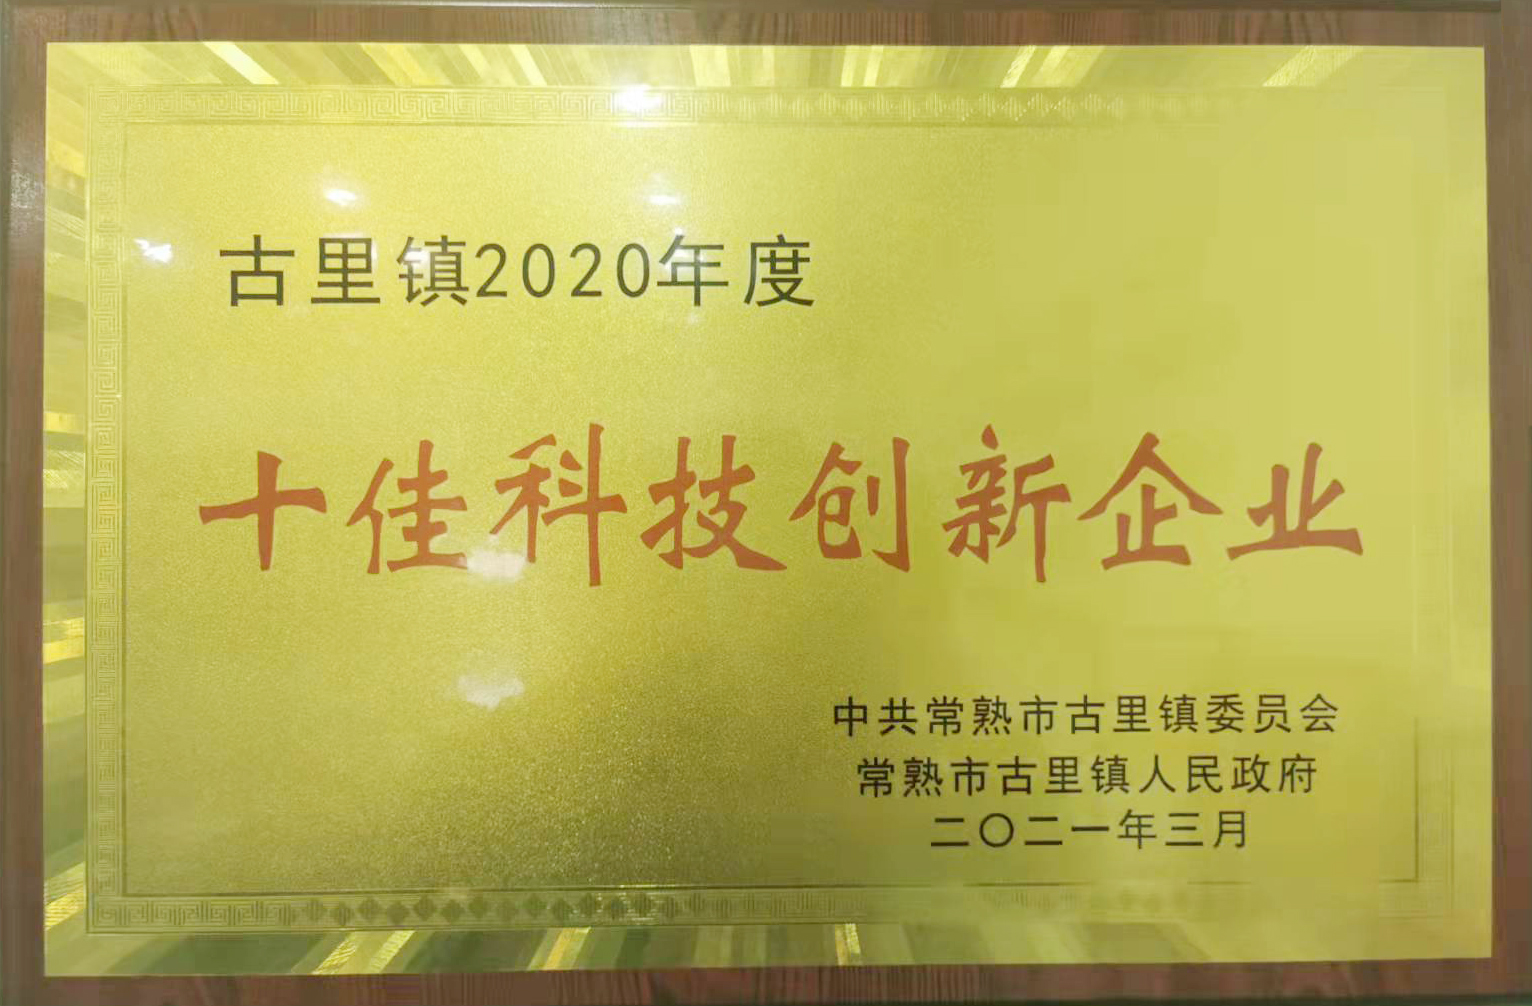 古里镇2020年度
十佳科技创新企业
中共常熟市古里镇委员会
常熟市古里镇人民政府
二〇二一年三月